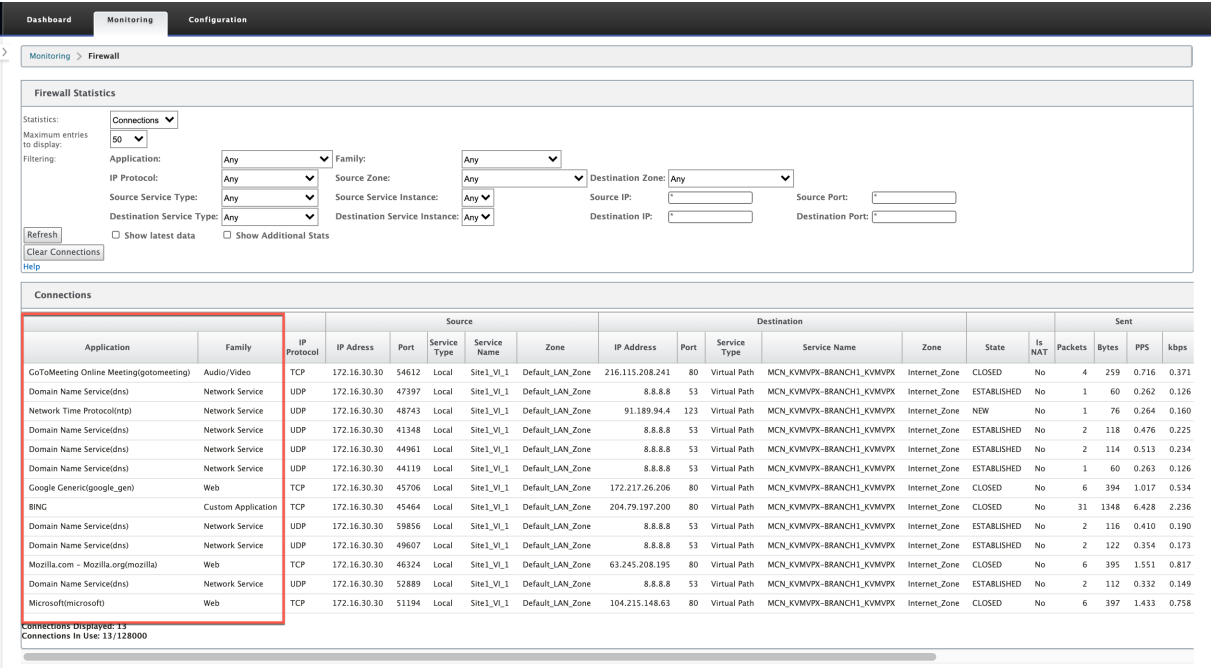 Dashboard Monitoring Configuration
Monitoring > Firewall
Firewall Statistics
Statistics: Connections
Maximum entries to display: 50
Filtering: Application: Any Family: Any
IP Protocol: Any Source Zone: Any Destination Zone: Any
Source Service Type: Any Source Service Instance: Any Source IP: * Source Port: *
Destination Service Type: Any Destination Service Instance: Any Destination IP: * Destination Port: *
Refresh Show latest data Show Additional Stats
Clear Connections
Help
Connections
Source Destination Sent
Application Family IP Protocol IP Adress Port Service Type Service Name Zone IP Address Port Service Type Service Name Zone State Is NAT Packets Bytes PPS kbps
GoToMeeting Online Meeting(gotomeeting) Audio/Video TCP 172.16.30.30 54612 Local Site1_VI_1 Default_LAN_Zone 216.115.208.241 80 Virtual Path MCN_KVMVPX-BRANCH1_KVMVPX Internet_Zone CLOSED No 4 259 0.716 0.371
Domain Name Service(dns) Network Service UDP 172.16.30.30 47397 Local Site1_VI_1 Default_LAN_Zone 8.8.8.8 53 Virtual Path MCN_KVMVPX-BRANCH1_KVMVPX Internet_Zone ESTABLISHED No 1 60 0.262 0.126
Network Time Protocol(ntp) Network Service UDP 172.16.30.30 48743 Local Site1_VI_1 Default_LAN_Zone 91.189.94.4 123 Virtual Path MCN_KVMVPX-BRANCH1_KVMVPX Internet_Zone NEW No 1 76 0.264 0.160
Domain Name Service(dns) Network Service UDP 172.16.30.30 41348 Local Site1_VI_1 Default_LAN_Zone 8.8.8.8 53 Virtual Path MCN_KVMVPX-BRANCH1_KVMVPX Internet_Zone ESTABLISHED No 2 118 0.476 0.225
Domain Name Service(dns) Network Service UDP 172.16.30.30 44961 Local Site1_VI_1 Default_LAN_Zone 8.8.8.8 53 Virtual Path MCN_KVMVPX-BRANCH1_KVMVPX Internet_Zone ESTABLISHED No 2 114 0.513 0.234
Domain Name Service(dns) Network Service UDP 172.16.30.30 44119 Local Site1_VI_1 Default_LAN_Zone 8.8.8.8 53 Virtual Path MCN_KVMVPX-BRANCH1_KVMVPX Internet_Zone ESTABLISHED No 1 60 0.263 0.126
Google Generic(google_gen) Web TCP 172.16.30.30 45706 Local Site1_VI_1 Default_LAN_Zone 172.217.26.206 80 Virtual Path MCN_KVMVPX-BRANCH1_KVMVPX Internet_Zone CLOSED No 6 394 1.017 0.534
BING Custom Application TCP 172.16.30.30 45464 Local Site1_VI_1 Default_LAN_Zone 204.79.197.200 80 Virtual Path MCN_KVMVPX-BRANCH1_KVMVPX Internet_Zone CLOSED No 31 1348 6.428 2.236
Domain Name Service(dns) Network Service UDP 172.16.30.30 59856 Local Site1_VI_1 Default_LAN_Zone 8.8.8.8 53 Virtual Path MCN_KVMVPX-BRANCH1_KVMVPX Internet_Zone ESTABLISHED No 2 116 0.410 0.190
Domain Name Service(dns) Network Service UDP 172.16.30.30 49607 Local Site1_VI_1 Default_LAN_Zone 8.8.8.8 53 Virtual Path MCN_KVMVPX-BRANCH1_KVMVPX Internet_Zone ESTABLISHED No 2 122 0.354 0.173
Mozilla.com - Mozilla.org(mozilla) Web TCP 172.16.30.30 46324 Local Site1_VI_1 Default_LAN_Zone 63.245.208.195 80 Virtual Path MCN_KVMVPX-BRANCH1_KVMVPX Internet_Zone CLOSED No 6 395 1.551 0.817
Domain Name Service(dns) Network Service UDP 172.16.30.30 52889 Local Site1_VI_1 Default_LAN_Zone 8.8.8.8 53 Virtual Path MCN_KVMVPX-BRANCH1_KVMVPX Internet_Zone ESTABLISHED No 2 112 0.332 0.149
Microsoft(microsoft) Web TCP 172.16.30.30 51194 Local Site1_VI_1 Default_LAN_Zone 104.215.148.63 80 Virtual Path MCN_KVMVPX-BRANCH1_KVMVPX Internet_Zone CLOSED No 6 397 1.433 0.758
Connections Displayed: 13
Connections In Use: 13/128000